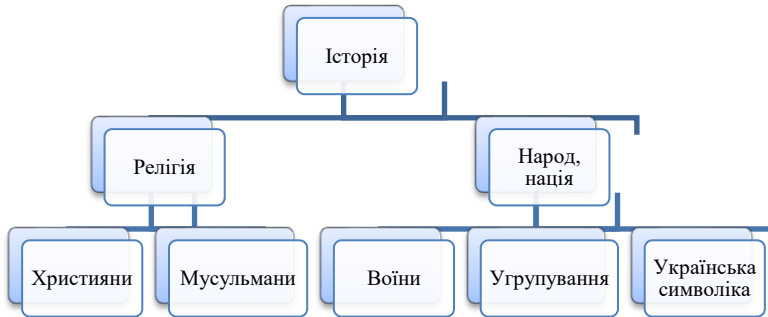 Історія
Релігія
Народ,
нація
Християни
Мусульмани
Воїни
Угрупування
Українська
символіка